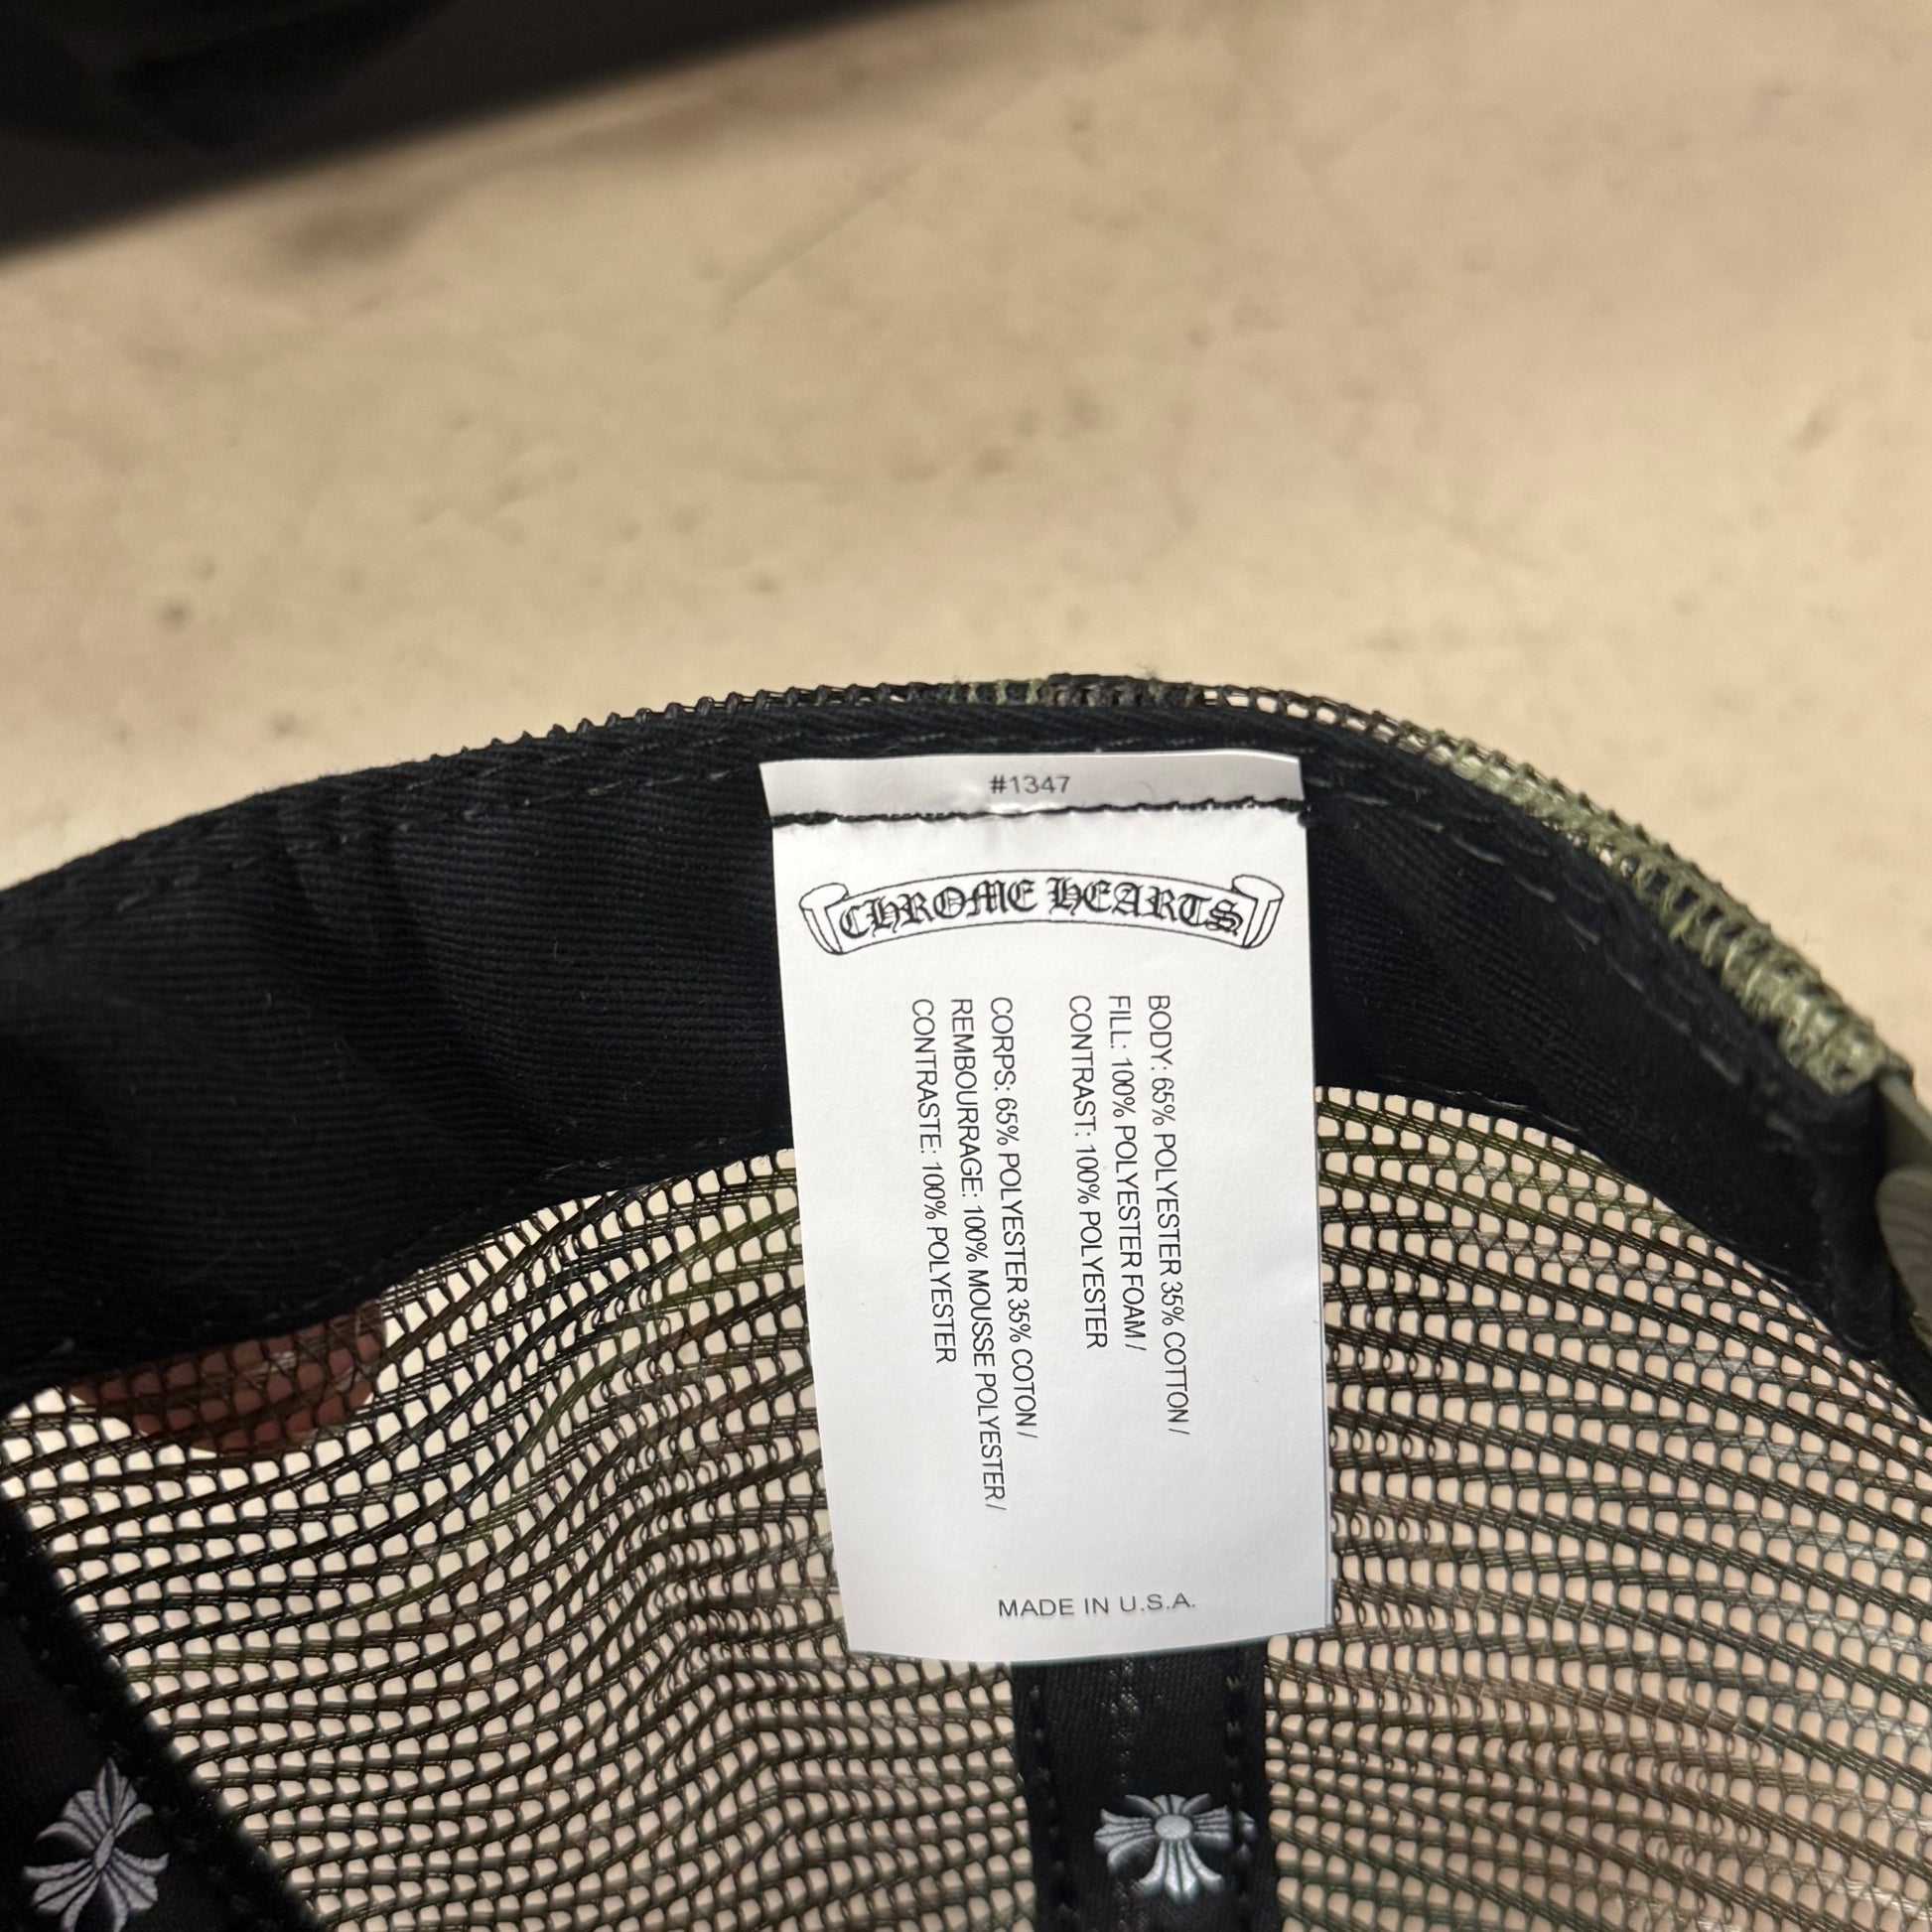 #1347
CHROME HEARTS
BODY: 65% POLYESTER 35% COTTON /
FILL: 100% POLYESTER FOAM /
CONTRAST: 100% POLYESTER
CORPS: 65% POLYESTER 35% COTON /
REMBOURRAGE: 100% MOUSSE POLYESTER /
CONTRASTE: 100% POLYESTER
MADE IN U.S.A.